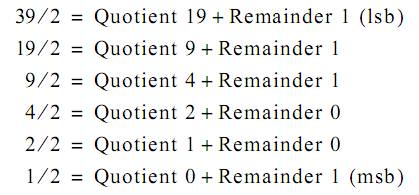 39/2 = Quotient 19 + Remainder 1 (lsb)
19/2 = Quotient 9 + Remainder 1
9/2 = Quotient 4 + Remainder 1
4/2 = Quotient 2 + Remainder 0
2/2 = Quotient 1 + Remainder 0
1/2 = Quotient 0 + Remainder 1 (msb)